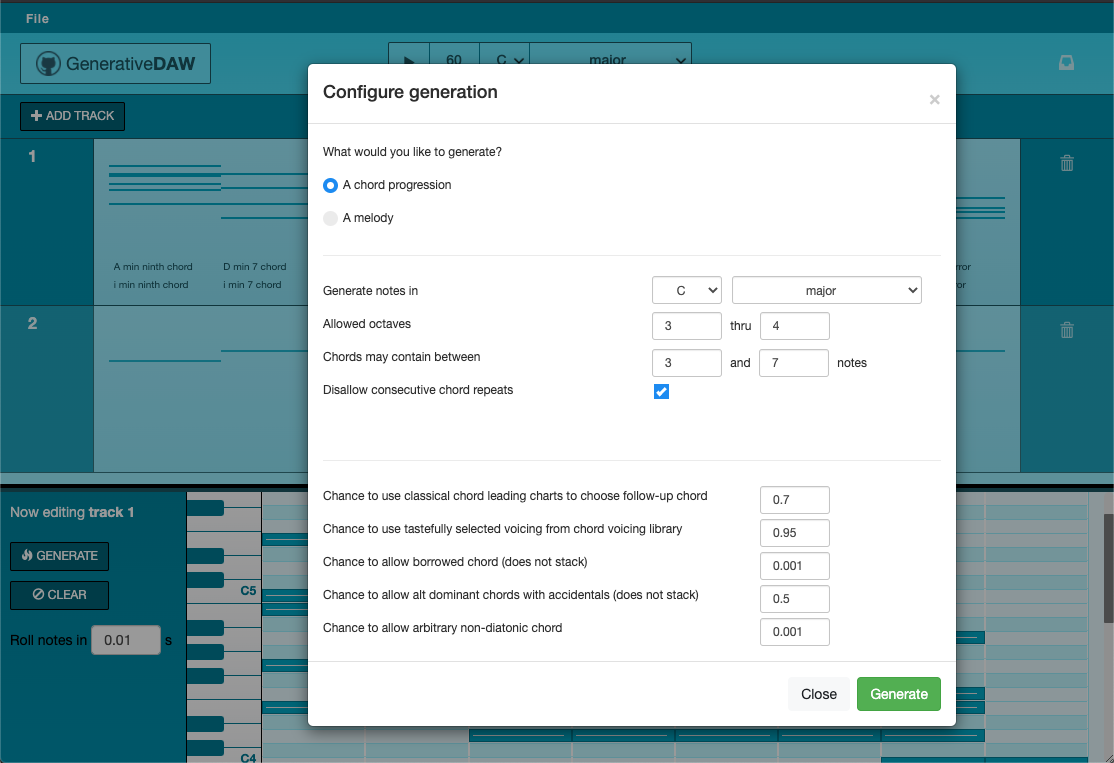 File
GenerativeDAW
60 C major
ADD TRACK
Configure generation
×
1
What would you like to generate?
A chord progression
A melody
A min ninth chord D min 7 chord
i min ninth chord i min 7 chord
2
Generate notes in C major
Allowed octaves 3 thru 4
Chords may contain between 3 and 7 notes
Disallow consecutive chord repeats
Now editing track 1
GENERATE
CLEAR
Roll notes in 0.01 s
C5
C4
Chance to use classical chord leading charts to choose follow-up chord 0.7
Chance to use tastefully selected voicing from chord voicing library 0.95
Chance to allow borrowed chord (does not stack) 0.001
Chance to allow alt dominant chords with accidentals (does not stack) 0.5
Chance to allow arbitrary non-diatonic chord 0.001
Close Generate